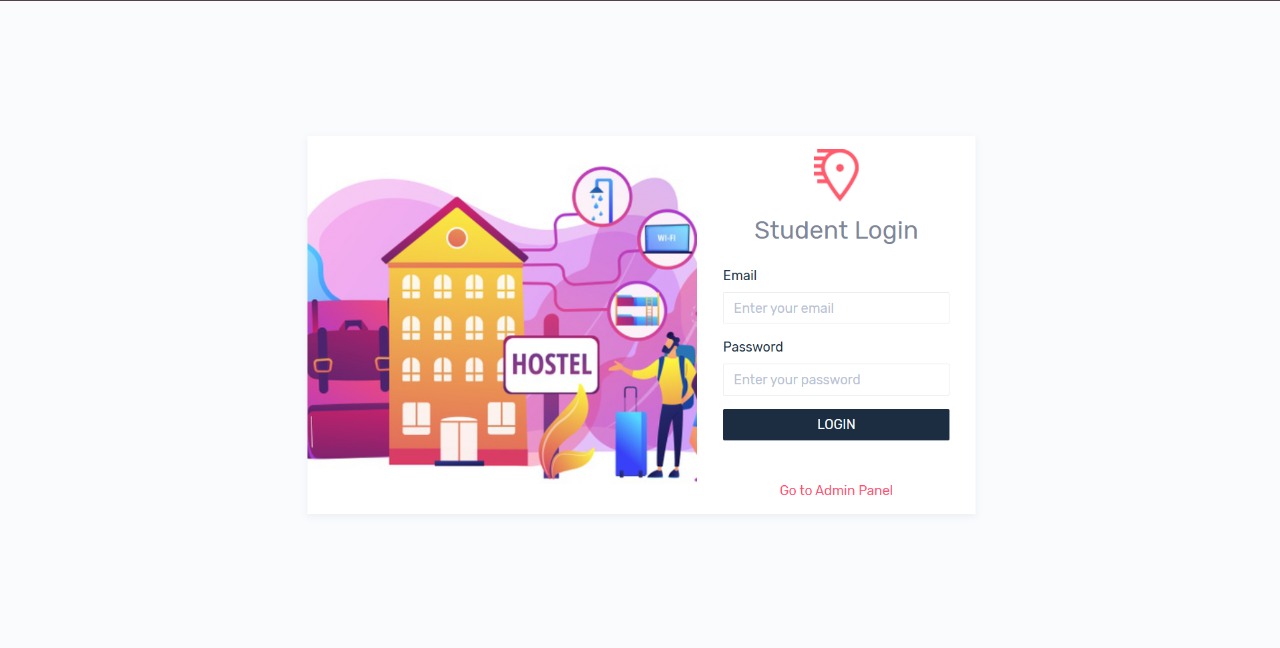 WI-FI
HOSTEL
Student Login
Email
Enter your email
Password
Enter your password
LOGIN
Go to Admin Panel